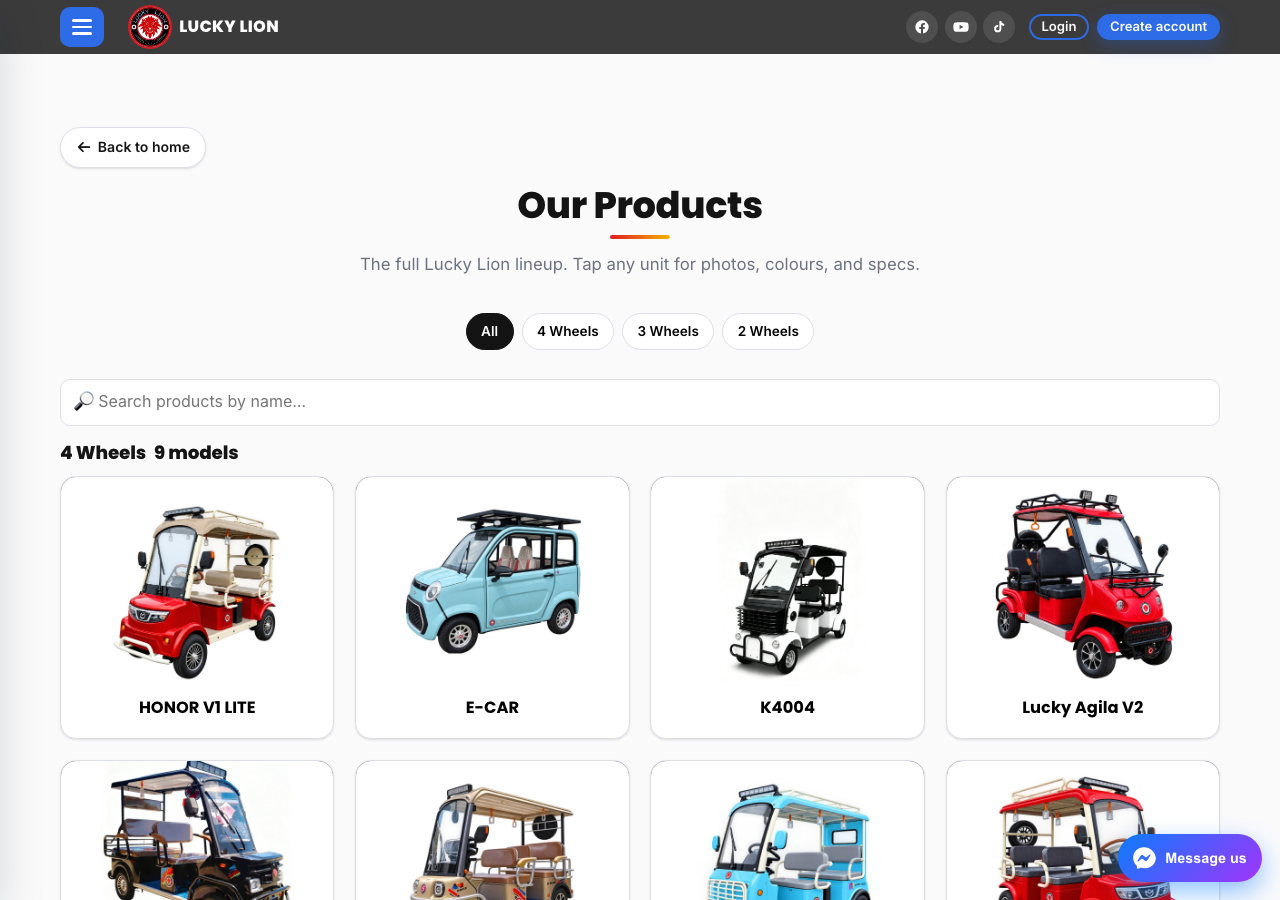 LUCKY LION
Login
Create account
Back to home
Our Products
The full Lucky Lion lineup. Tap any unit for photos, colours, and specs.
All
4 Wheels
3 Wheels
2 Wheels
Search products by name...
4 Wheels 9 models
HONOR V1 LITE
E-CAR
K4004
Lucky Agila V2
Message us